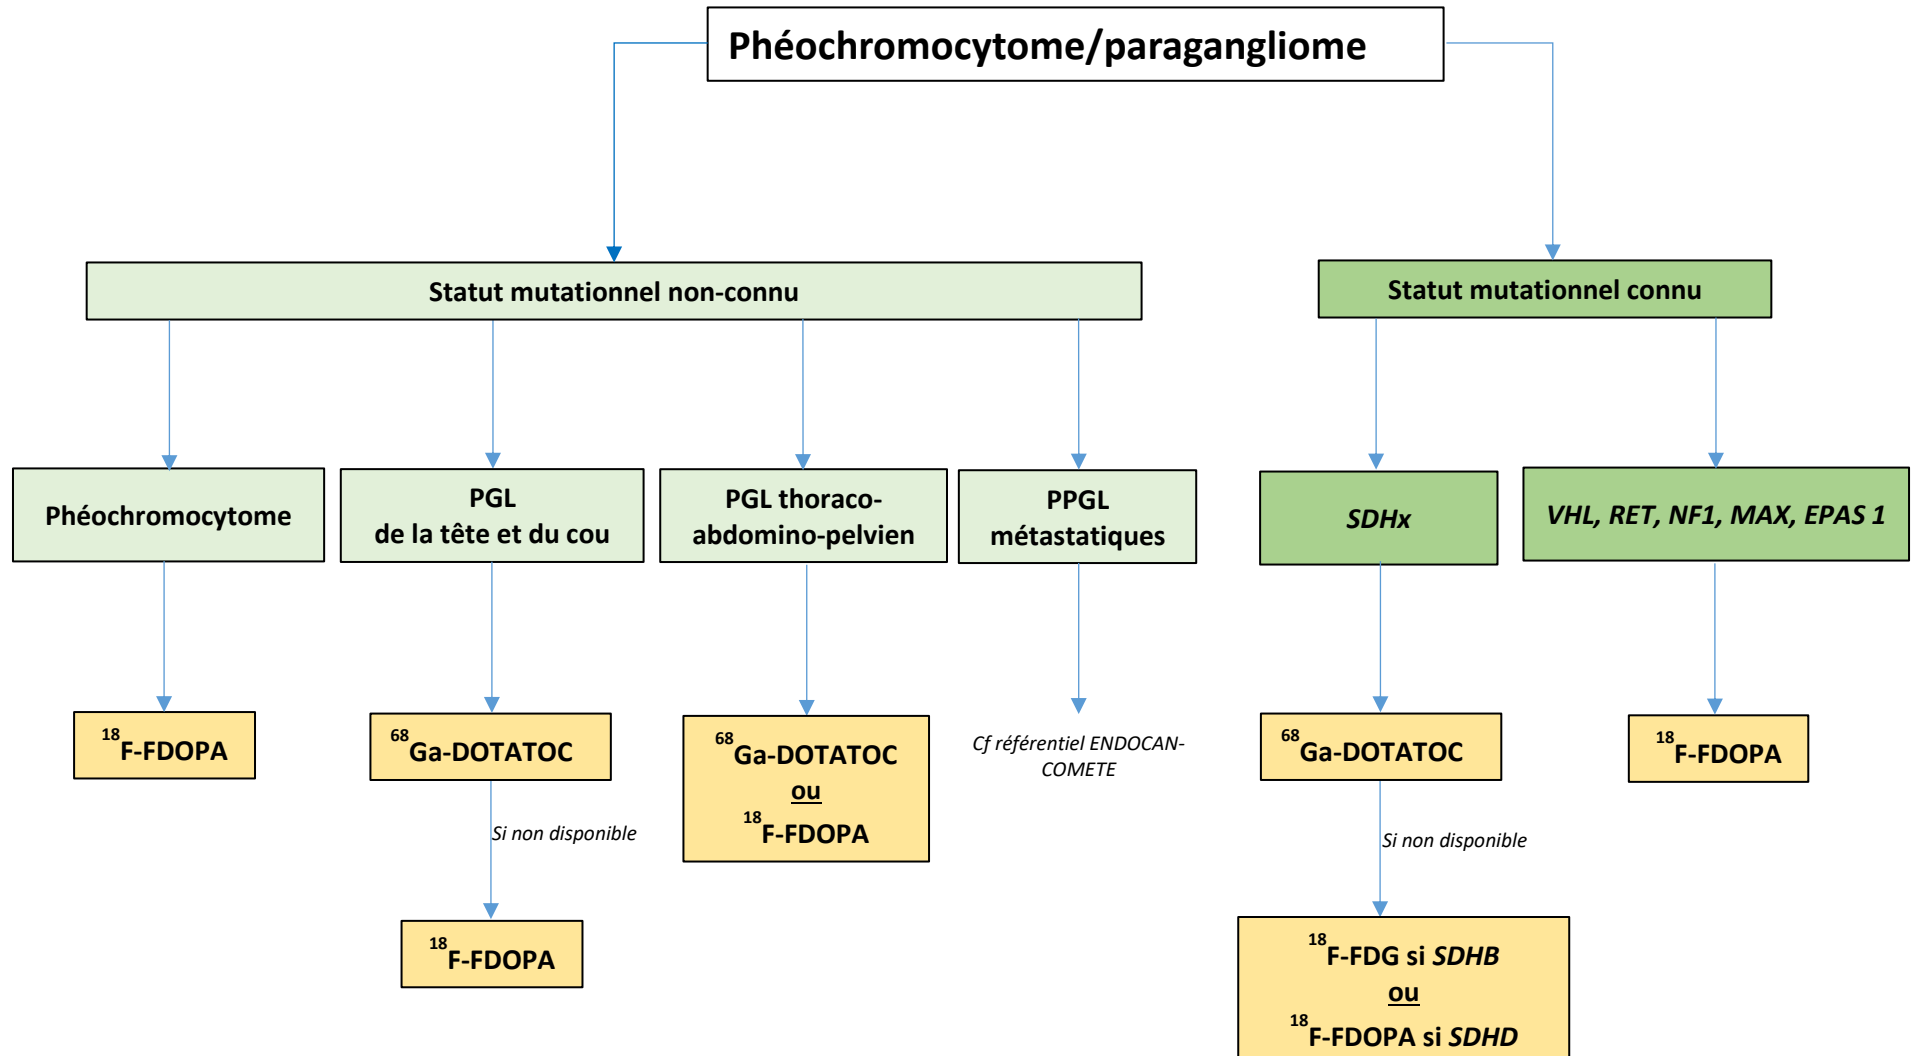 Phéochromocytome/paragangliome
Statut mutationnel non-connu
Statut mutationnel connu
Phéochromocytome
PGL
de la tête et du cou
PGL thoraco-
abdomino-pelvien
PPGL
métastatiques
SDHx
VHL, RET, NF1, MAX, EPAS 1
18F-FDOPA
68Ga-DOTATOC
68Ga-DOTATOC
ou
18F-FDOPA
Cf référentiel ENDOCAN-
COMETE
68Ga-DOTATOC
18F-FDOPA
Si non disponible
Si non disponible
18F-FDOPA
18F-FDG si SDHB
ou
18F-FDOPA si SDHD